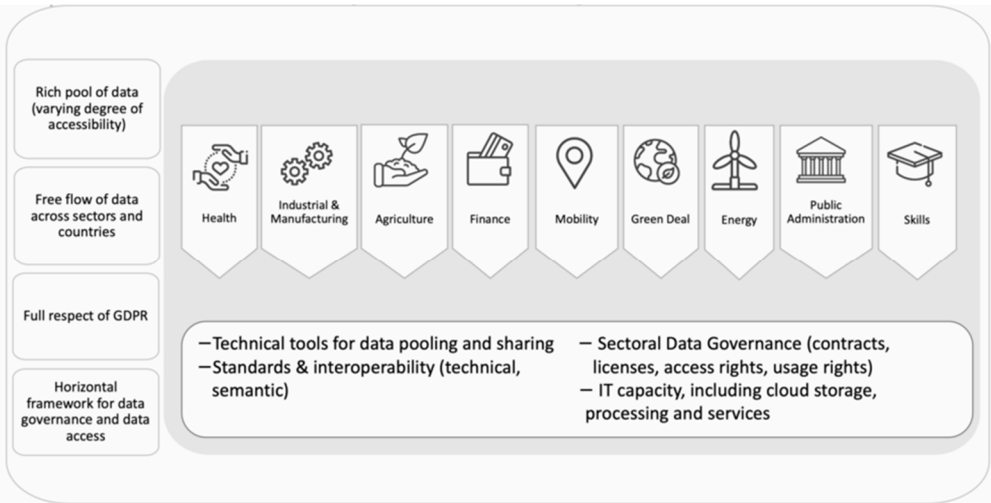 Rich pool of data
(varying degree of
accessibility)
Free flow of data
across sectors and
countries
Full respect of GDPR
Horizontal
framework for data
governance and data
access
Health
Industrial &
Manufacturing
Agriculture
Finance
Mobility
Green Deal
Energy
Public
Administration
Skills
–Technical tools for data pooling and sharing
–Standards & interoperability (technical,
semantic)
– Sectoral Data Governance (contracts,
licenses, access rights, usage rights)
– IT capacity, including cloud storage,
processing and services